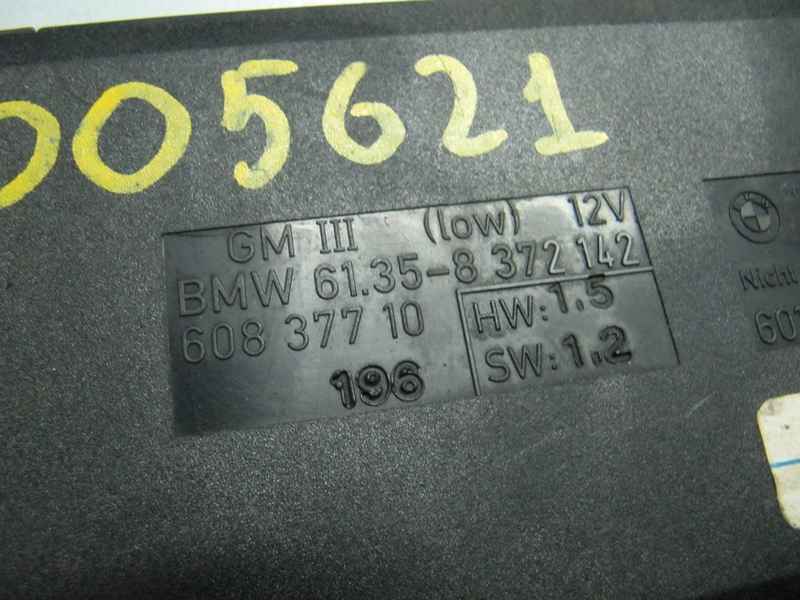 005621
GM III (low) 12V
BMW 61.35-8 372 142
608 377 10
HW: 1.5
196
SW: 1.2
Nicht